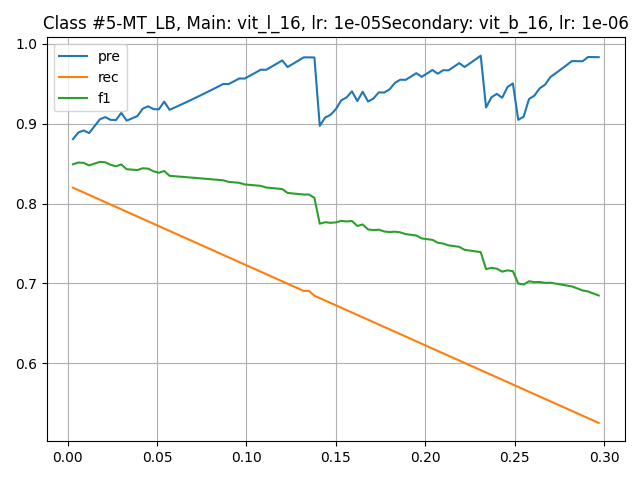 Class #5-MT_LB, Main: vit_l_16, lr: 1e-05Secondary: vit_b_16, lr: 1e-06
1.0
0.9
0.8
0.7
0.6
pre
rec
f1
0.00 0.05 0.10 0.15 0.20 0.25 0.30